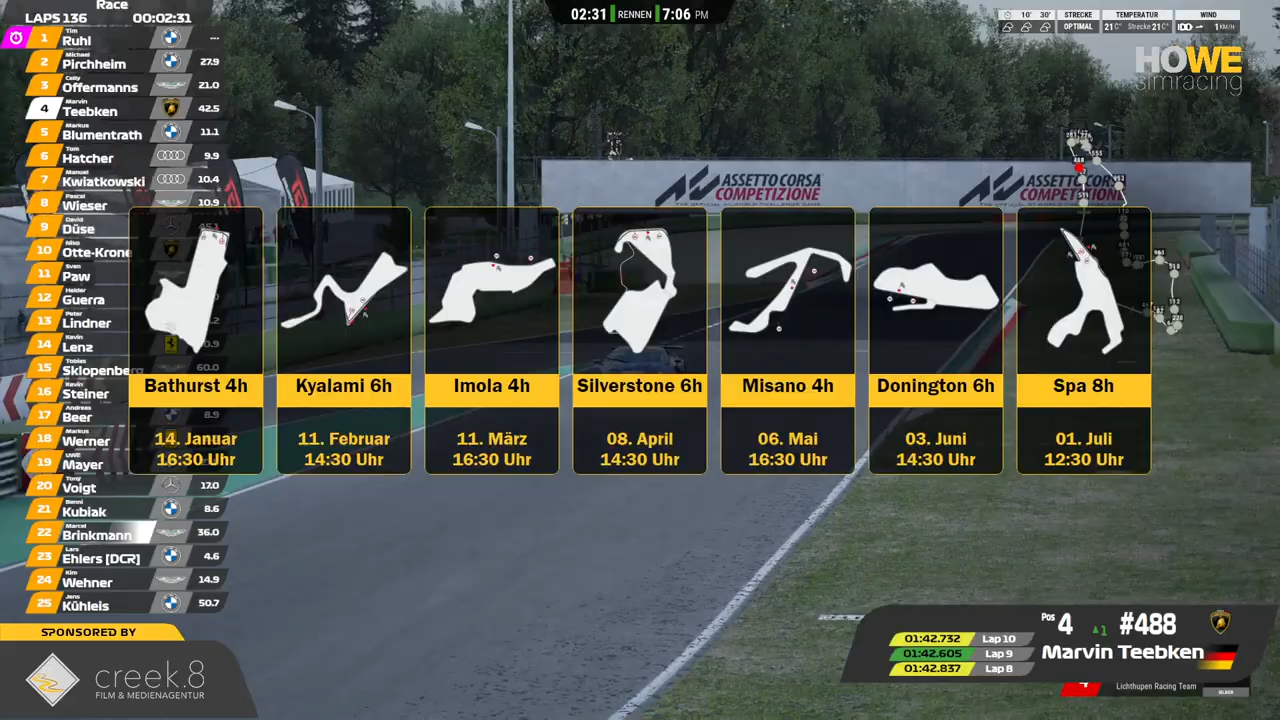 Race
LAPS 136 00:02:31
1 Tim Ruhl ---
2 Michael Pirchheim 27.9
3 Celly Offermanns 21.0
4 Marvin Teebken 42.5
5 Markus Blumentrath 11.1
6 Tom Hatcher 9.9
7 Manuel Kwiatkowski 10.4
8 Pascal Wieser 10.9
9 David Düse
10 Niko Otte-Krone
11 Sven Paw
12 Helder Guerra
13 Peter Lindner
14 Kevin Lenz
15 Tobias Sklopenberg 60.0
16 Kevin Steiner
17 Andreas Beer 8.9
18 Markus Werner
19 UWE Mayer
20 Tony Voigt 17.0
21 Benni Kubiak 8.6
22 Marcel Brinkmann 36.0
23 Lars Ehlers [DCR] 4.6
24 Kim Wehner 14.9
25 Jens Kühleis 50.7
SPONSORED BY
creek.8
FILM & MEDIENAGENTUR
02:31 RENNEN 7:06 PM
10' 30' STRECKE TEMPERATUR WIND
OPTIMAL 21C° Strecke 21C° 1 KM/H
HOWE
simracing
ASSETTO CORSA
COMPETIZIONE
ASSETTO CORSA
COMPETIZIONE
Bathurst 4h
14. Januar
16:30 Uhr
Kyalami 6h
11. Februar
14:30 Uhr
Imola 4h
11. März
16:30 Uhr
Silverstone 6h
08. April
14:30 Uhr
Misano 4h
06. Mai
16:30 Uhr
Donington 6h
03. Juni
14:30 Uhr
Spa 8h
01. Juli
12:30 Uhr
Pos 4 1 #488
01:42.732 Lap 10
01:42.605 Lap 9
01:42.837 Lap 8
Marvin Teebken
Lichthupen Racing Team
SILBER